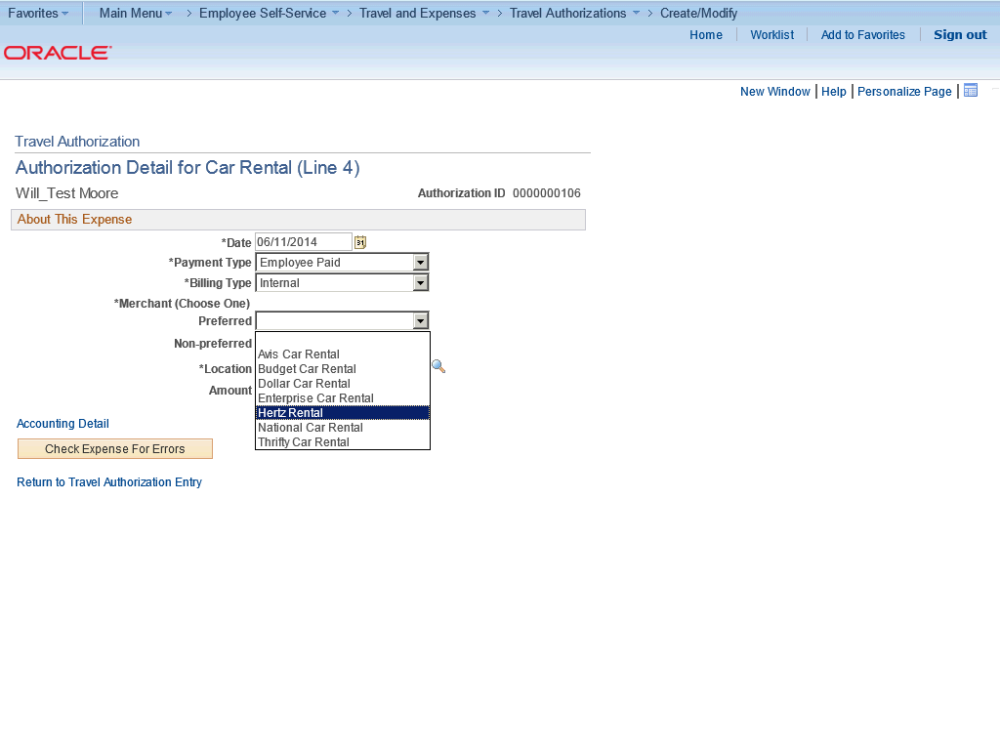 Favorites Main Menu > Employee Self-Service > Travel and Expenses > Travel Authorizations > Create/Modify
Home Worklist Add to Favorites Sign out
ORACLE
New Window | Help | Personalize Page |
Travel Authorization
Authorization Detail for Car Rental (Line 4)
Will_Test Moore Authorization ID 0000000106
About This Expense
*Date 06/11/2014 31
*Payment Type Employee Paid
*Billing Type Internal
*Merchant (Choose One)
Preferred
Non-preferred
Avis Car Rental
*Location Budget Car Rental
Dollar Car Rental
Amount
Enterprise Car Rental
Hertz Rental
Accounting Detail National Car Rental
Thrifty Car Rental
Check Expense For Errors
Return to Travel Authorization Entry